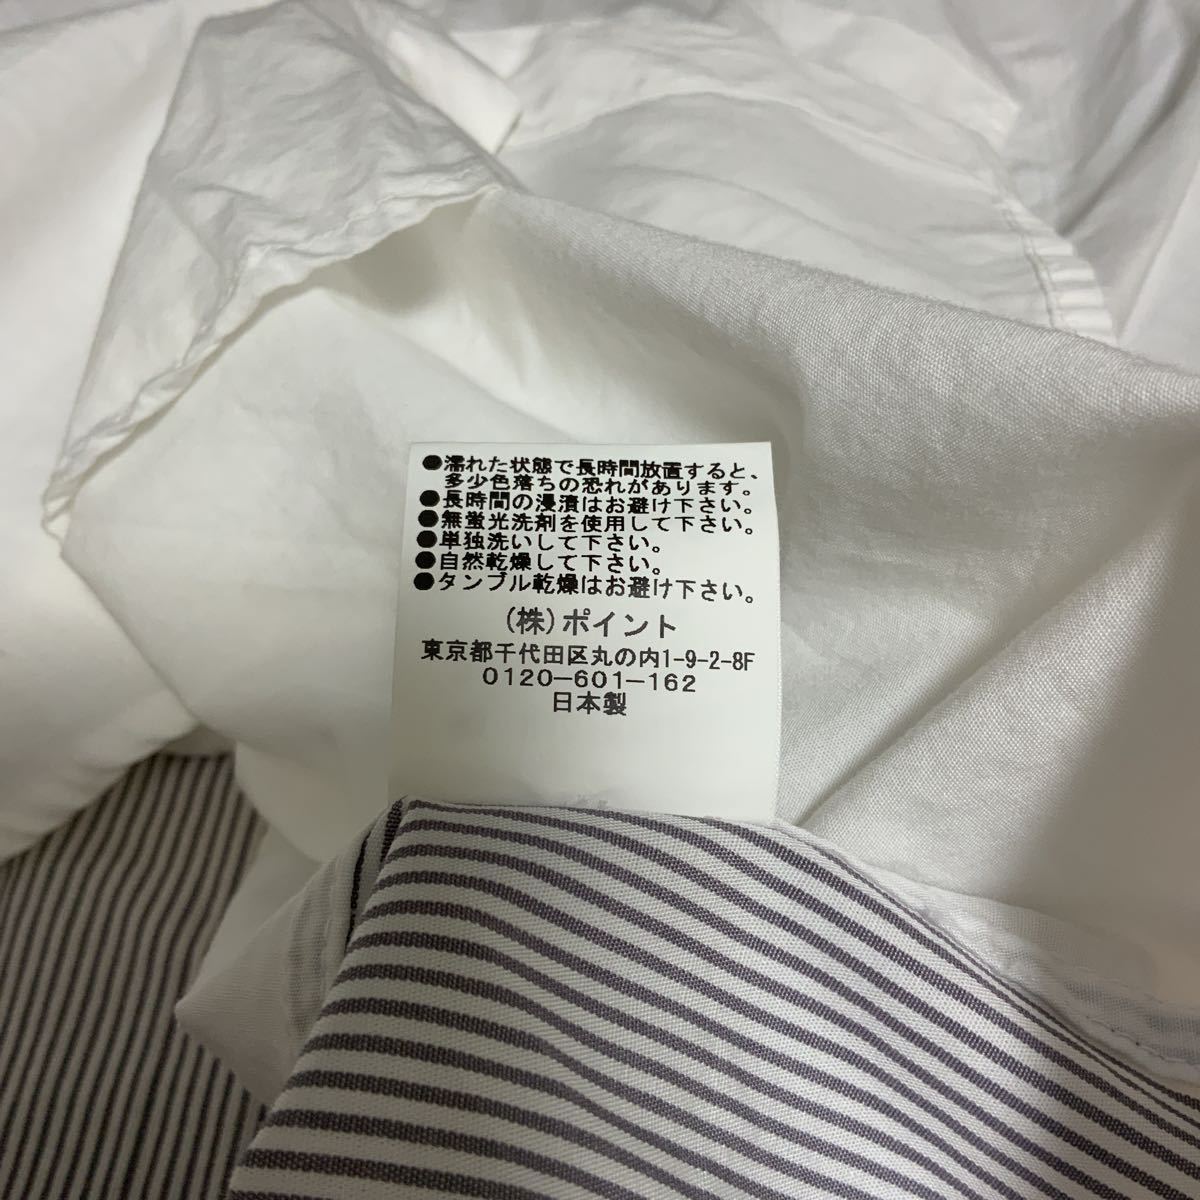 ●濡れた状態で長時間放置すると、
多少色落ちの恐れがあります。
●長時間の浸漬はお避け下さい。
●無蛍光洗剤を使用して下さい。
●単独洗いして下さい。
●自然乾燥して下さい。
●タンブル乾燥はお避け下さい。
(株)ポイント
東京都千代田区丸の内1-9-2-8F
0120-601-162
日本製